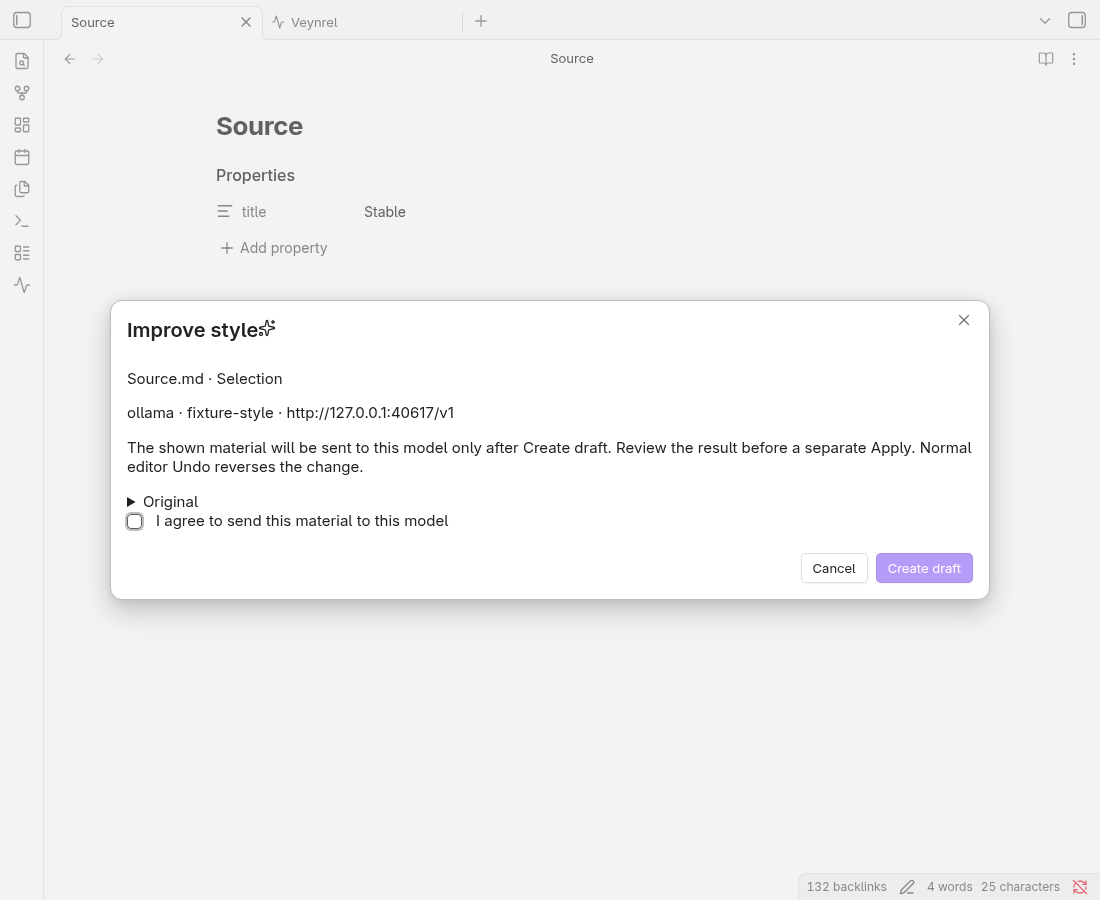 Source
Veynrel
Source
Source
Properties
title Stable
Add property
Improve style
Source.md · Selection
ollama · fixture-style · http://127.0.0.1:40617/v1
The shown material will be sent to this model only after Create draft. Review the result before a separate Apply. Normal
editor Undo reverses the change.
Original
I agree to send this material to this model
Cancel Create draft
132 backlinks 4 words 25 characters